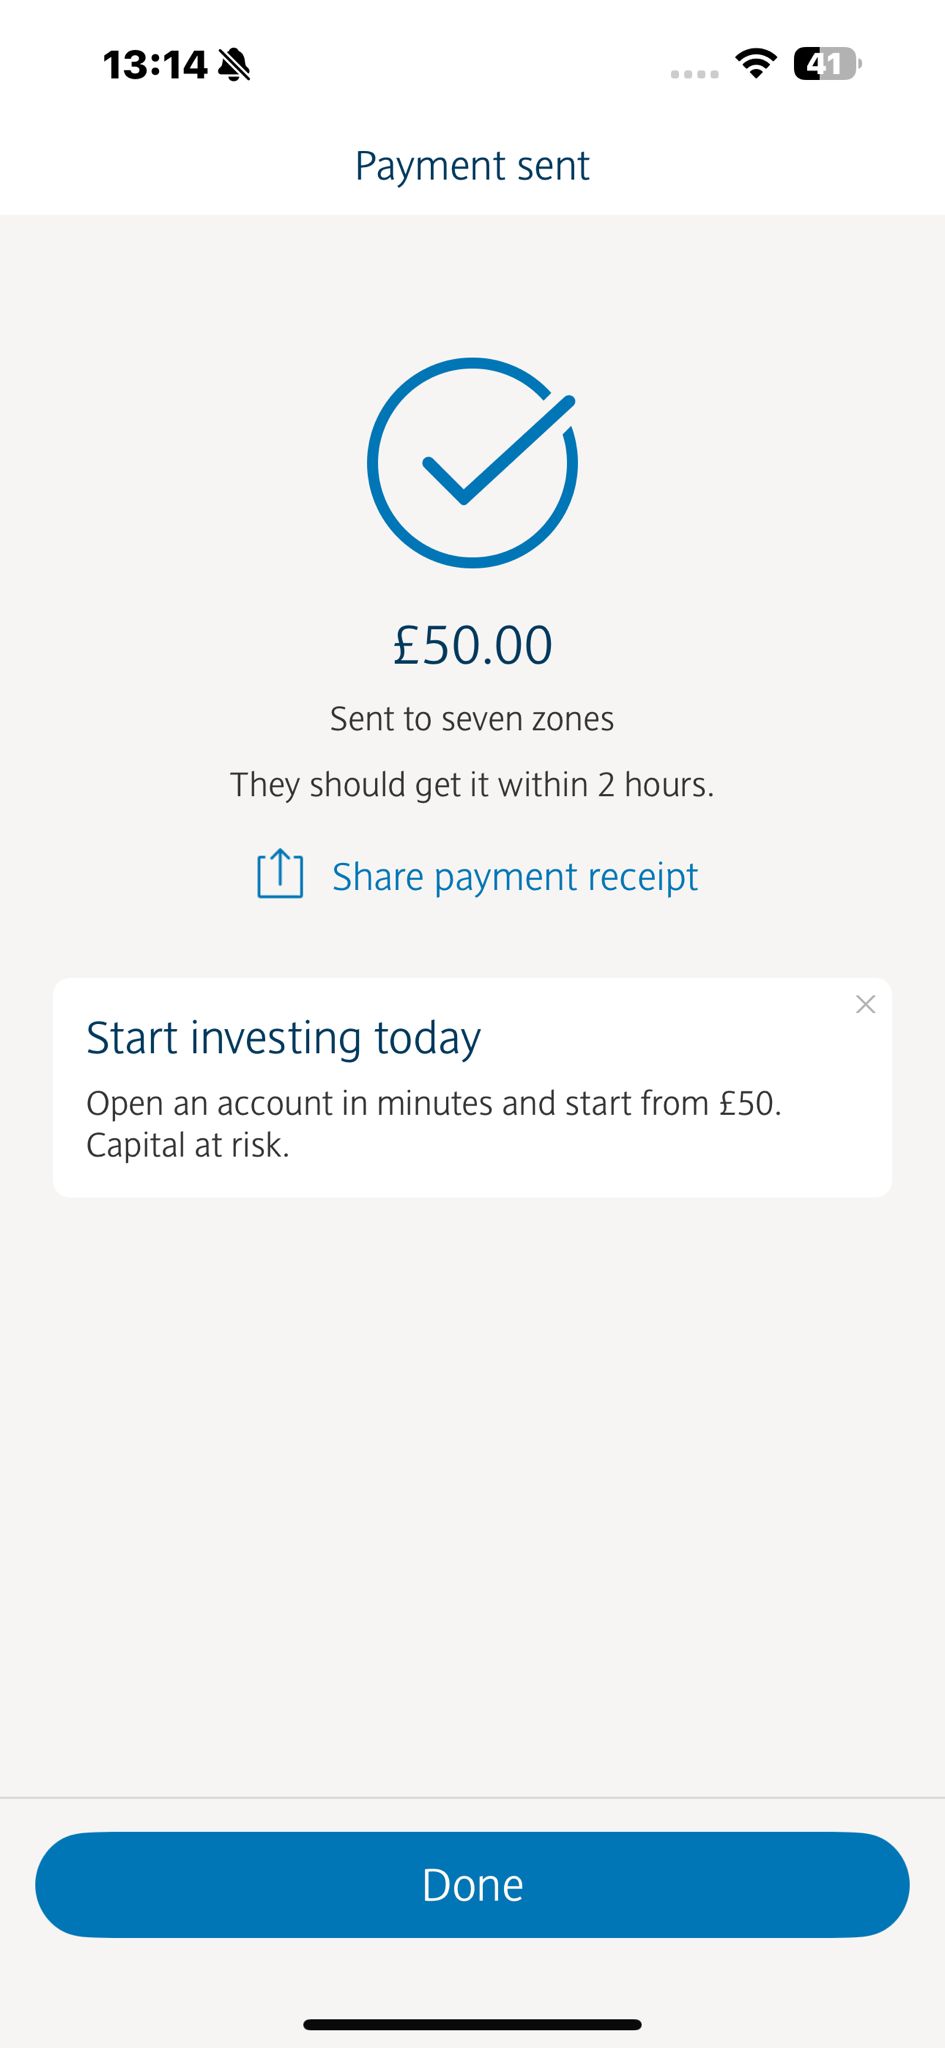 13:14
41
Payment sent
£50.00
Sent to seven zones
They should get it within 2 hours.
Share payment receipt
Start investing today
Open an account in minutes and start from £50.
Capital at risk.
Done